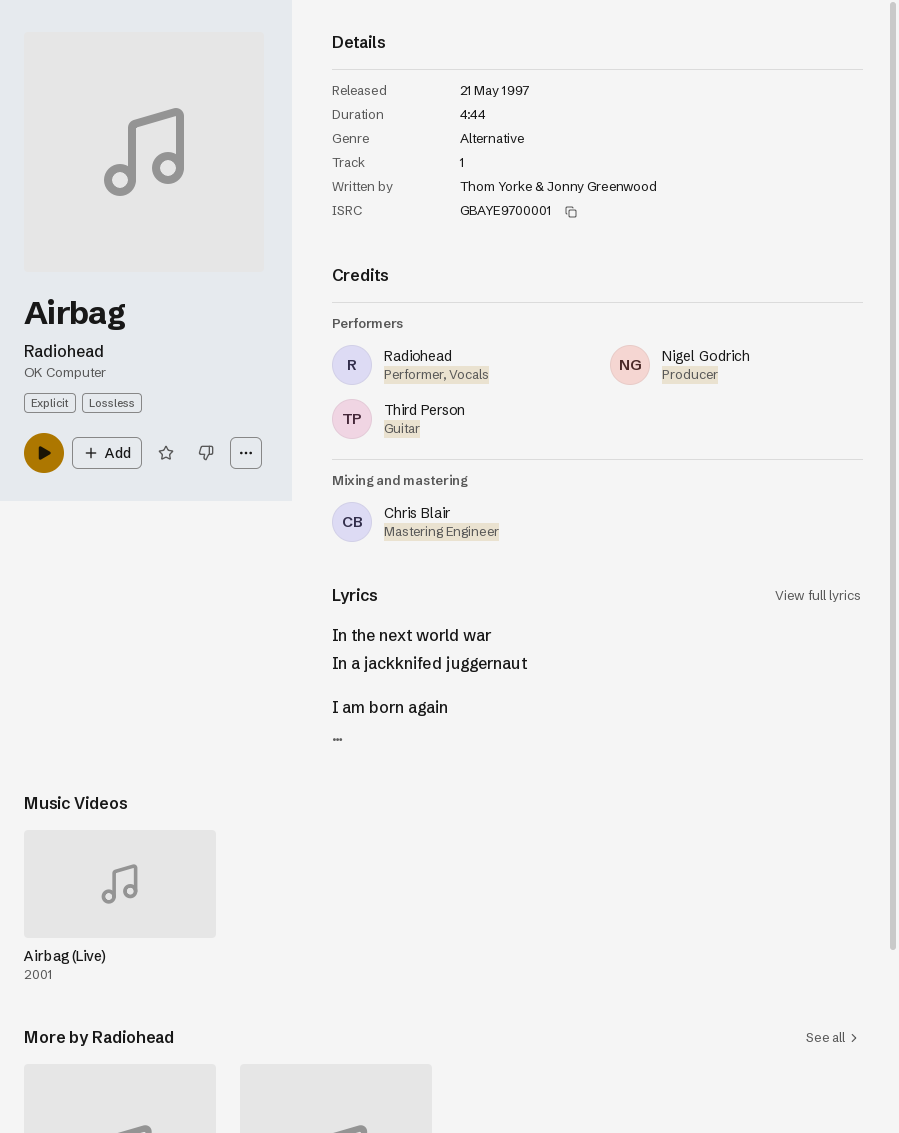 Airbag
Radiohead
OK Computer
Explicit
Lossless
Add
Details
Released
21 May 1997
Duration
4:44
Genre
Alternative
Track
1
Written by
Thom Yorke & Jonny Greenwood
ISRC
GBAYE9700001
Credits
Performers
R
Radiohead
Performer, Vocals
NG
Nigel Godrich
Producer
TP
Third Person
Guitar
Mixing and mastering
CB
Chris Blair
Mastering Engineer
Lyrics
View full lyrics
In the next world war
In a jackknifed juggernaut
I am born again
…
Music Videos
Airbag (Live)
2001
More by Radiohead
See all